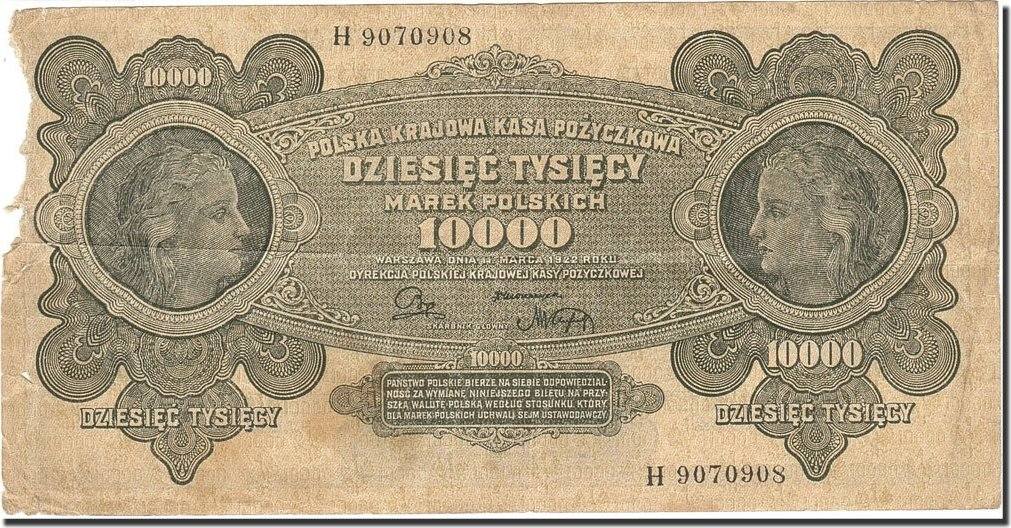 H 9070908
10000
POLSKA KRAJOWA KASA POŻYCZKOWA
DZIESIĘĆ TYSIĘCY
MAREK POLSKICH
10000
WARSZAWA DNIA 11. MARCA 1922 ROKU
DYREKCJA POLSKIEJ KRAJOWEJ KASY POŻYCZKOWEJ
SKARBNIK GŁÓWNY
10000
10000
PAŃSTWO POLSKIE BIERZE NA SIEBIE ODPOWIEDZIAL-
NOŚĆ ZA WYMIANĘ NINIEJSZEGO BILETU NA PRZY-
SZŁĄ WALUTĘ POLSKĄ WEDŁUG STOSUNKU, KTÓRY
DLA MAREK POLSKICH UCHWALI SEJM USTAWODAWCZY
DZIESIĘĆ TYSIĘCY
DZIESIĘĆ TYSIĘCY
H 9070908